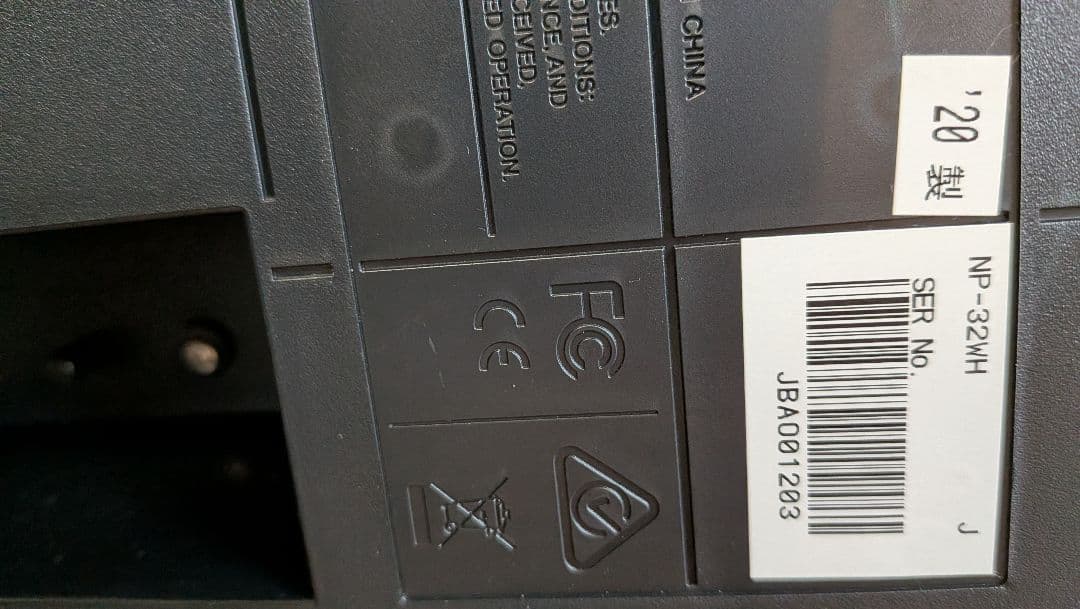 ES.
DITIONS:
NCE, AND
CEIVED,
ED OPERATION.
CHINA
'20 製
NP-32WH
J
SER No.
JBA001203
FC
CE